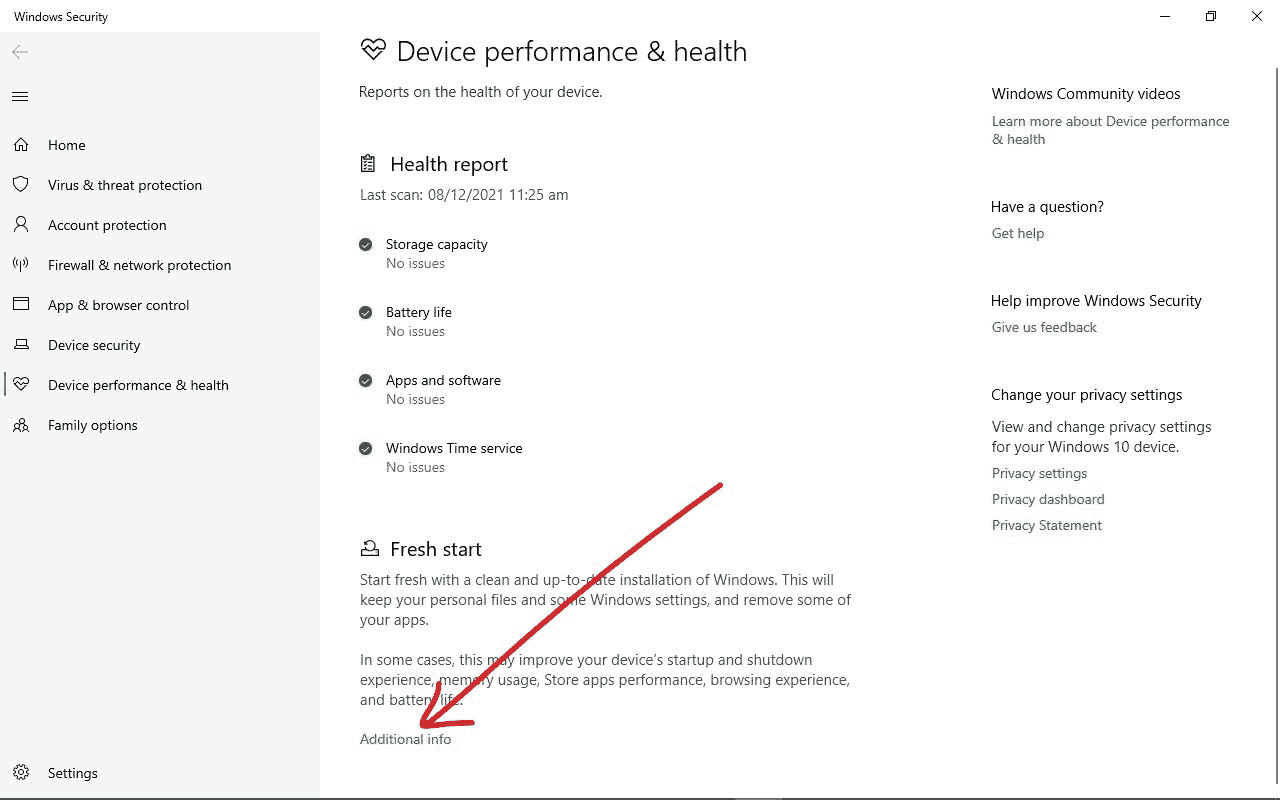 Windows Security
Home
Virus & threat protection
Account protection
Firewall & network protection
App & browser control
Device security
Device performance & health
Family options
Settings
Device performance & health
Reports on the health of your device.
Health report
Last scan: 08/12/2021 11:25 am
Storage capacity
No issues
Battery life
No issues
Apps and software
No issues
Windows Time service
No issues
Fresh start
Start fresh with a clean and up-to-date installation of Windows. This will
keep your personal files and some Windows settings, and remove some of
your apps.
In some cases, this may improve your device's startup and shutdown
experience, memory usage, Store apps performance, browsing experience,
and battery life.
Additional info
Windows Community videos
Learn more about Device performance
& health
Have a question?
Get help
Help improve Windows Security
Give us feedback
Change your privacy settings
View and change privacy settings
for your Windows 10 device.
Privacy settings
Privacy dashboard
Privacy Statement